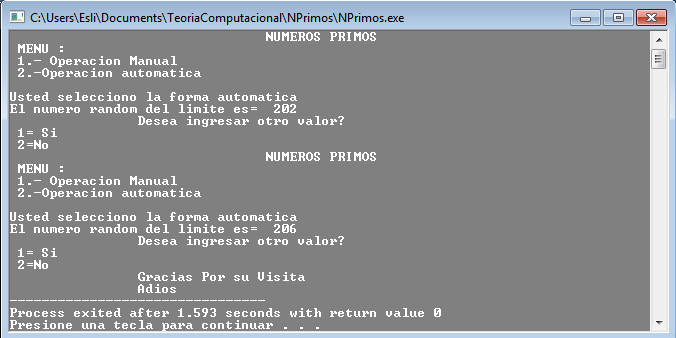 C:\Users\Esli\Documents\TeoriaComputacional\NPrimos\NPrimos.exe
NUMEROS PRIMOS
MENU :
1.- Operacion Manual
2.-Operacion automatica
Usted selecciono la forma automatica
El numero random del limite es=  202
Desea ingresar otro valor?
1= Si
2=No
NUMEROS PRIMOS
MENU :
1.- Operacion Manual
2.-Operacion automatica
Usted selecciono la forma automatica
El numero random del limite es=  206
Desea ingresar otro valor?
1= Si
2=No
Gracias Por su Visita
Adios
--------------------------------
Process exited after 1.593 seconds with return value 0
Presione una tecla para continuar . . .